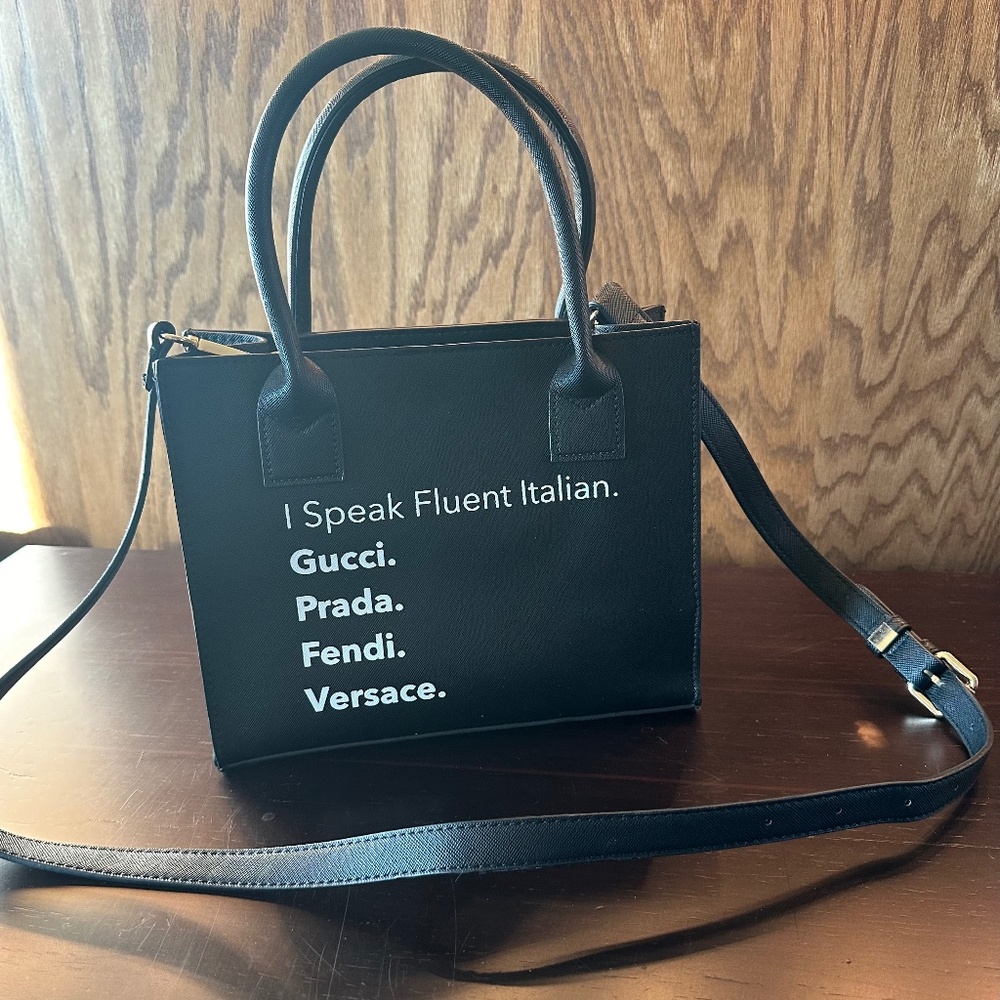 I Speak Fluent Italian.
Gucci.
Prada.
Fendi.
Versace.